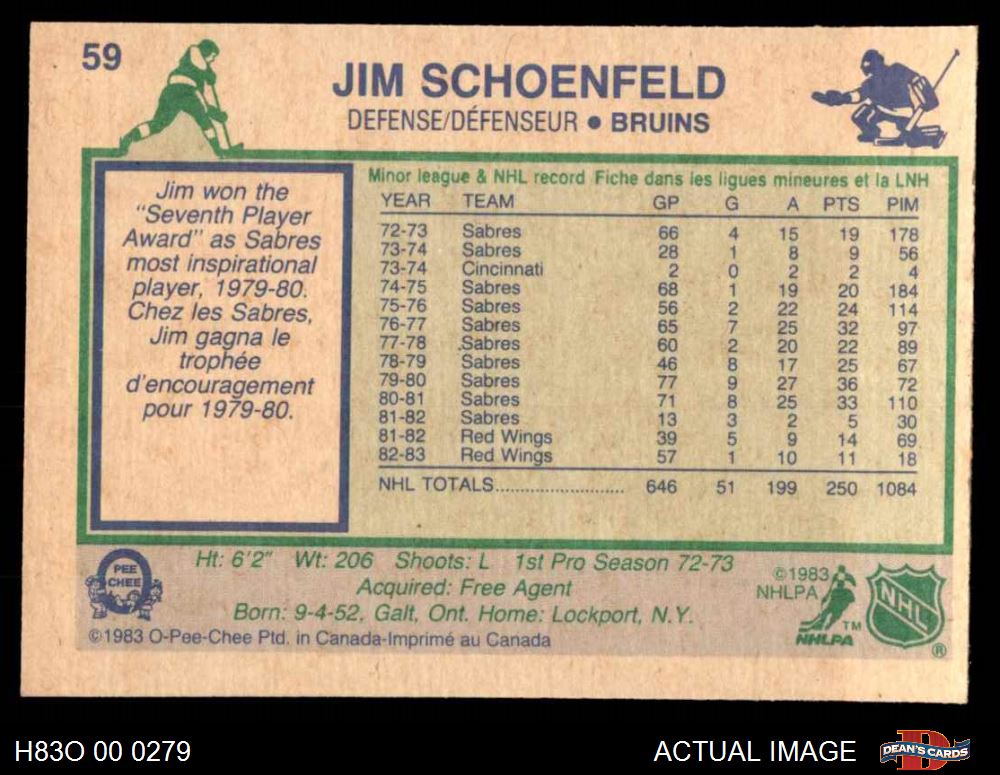 59
JIM SCHOENFELD
DEFENSE/DÉFENSEUR • BRUINS
Jim won the
"Seventh Player
Award" as Sabres
most inspirational
player, 1979-80.
Chez les Sabres,
Jim gagna le
trophée
d'encouragement
pour 1979-80.
Minor league & NHL record Fiche dans les ligues mineures et la LNH
YEAR TEAM GP G A PTS PIM
72-73 Sabres 66 4 15 19 178
73-74 Sabres 28 1 8 9 56
73-74 Cincinnati 2 0 2 2 4
74-75 Sabres 68 1 19 20 184
75-76 Sabres 56 2 22 24 114
76-77 Sabres 65 7 25 32 97
77-78 Sabres 60 2 20 22 89
78-79 Sabres 46 8 17 25 67
79-80 Sabres 77 9 27 36 72
80-81 Sabres 71 8 25 33 110
81-82 Sabres 13 3 2 5 30
81-82 Red Wings 39 5 9 14 69
82-83 Red Wings 57 1 10 11 18
NHL TOTALS........................... 646 51 199 250 1084
O
PEE
CHEE
Ht: 6'2" Wt: 206 Shoots: L 1st Pro Season 72-73
Acquired: Free Agent
Born: 9-4-52, Galt, Ont. Home: Lockport, N.Y.
©1983 O-Pee-Chee Ptd. in Canada-Imprimé au Canada
©1983
NHLPA
TM
NHLPA
NHL
®
H83O 00 0279
ACTUAL IMAGE
D
DEAN'S CARDS